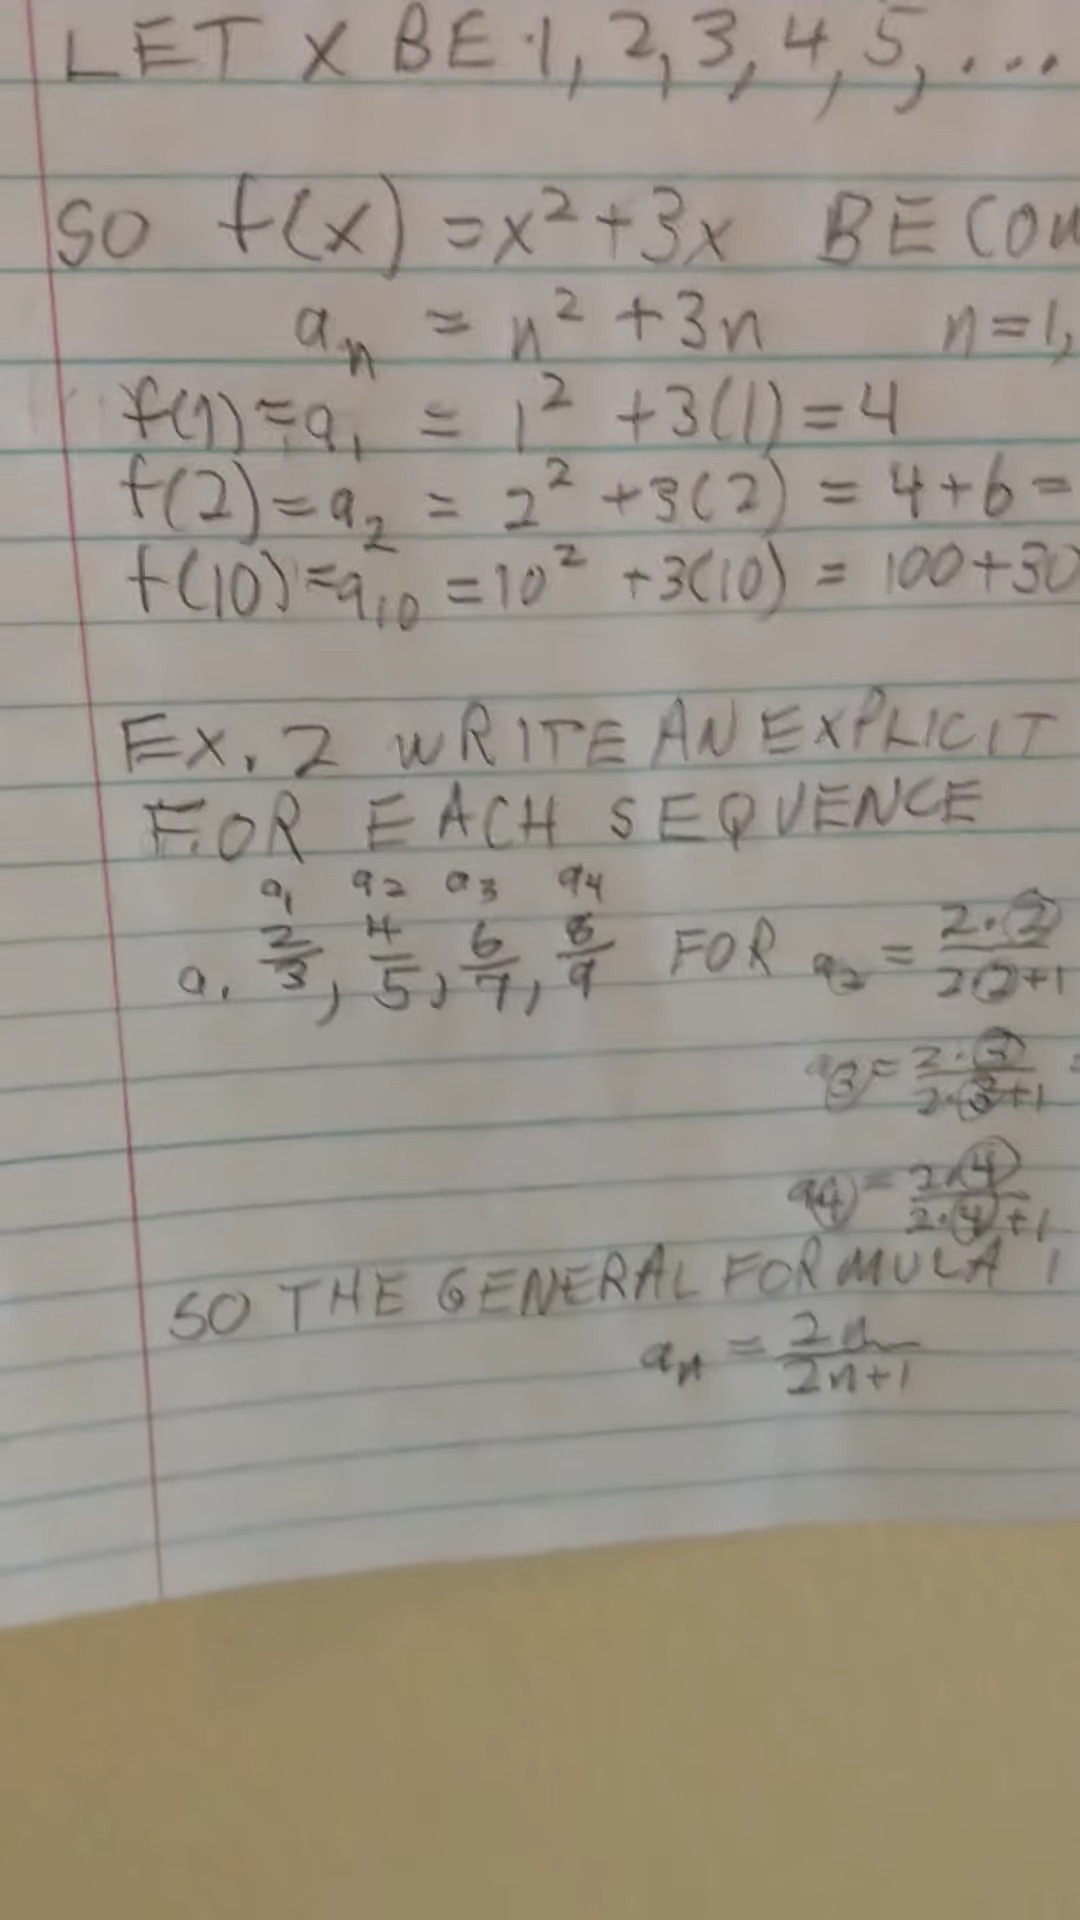 LET X BE 1, 2, 3, 4, 5, ...
SO f(x) = x² + 3x BECOM
aₙ = n² + 3n n = 1,
f(1) = a₁ = 1² + 3(1) = 4
f(2) = a₂ = 2² + 3(2) = 4 + 6 =
f(10) = a₁₀ = 10² + 3(10) = 100 + 30
EX. 2 WRITE AN EXPLICIT
FOR EACH SEQUENCE
a₁ a₂ a₃ a₄
a. 2/3, 4/5, 6/7, 8/9 FOR a₂ = 2·2/2·2+1
a₃ = 2·3/2·3+1 =
a₄ = 2·4/2·4+1
SO THE GENERAL FORMULA I
aₙ = 2n/2n+1